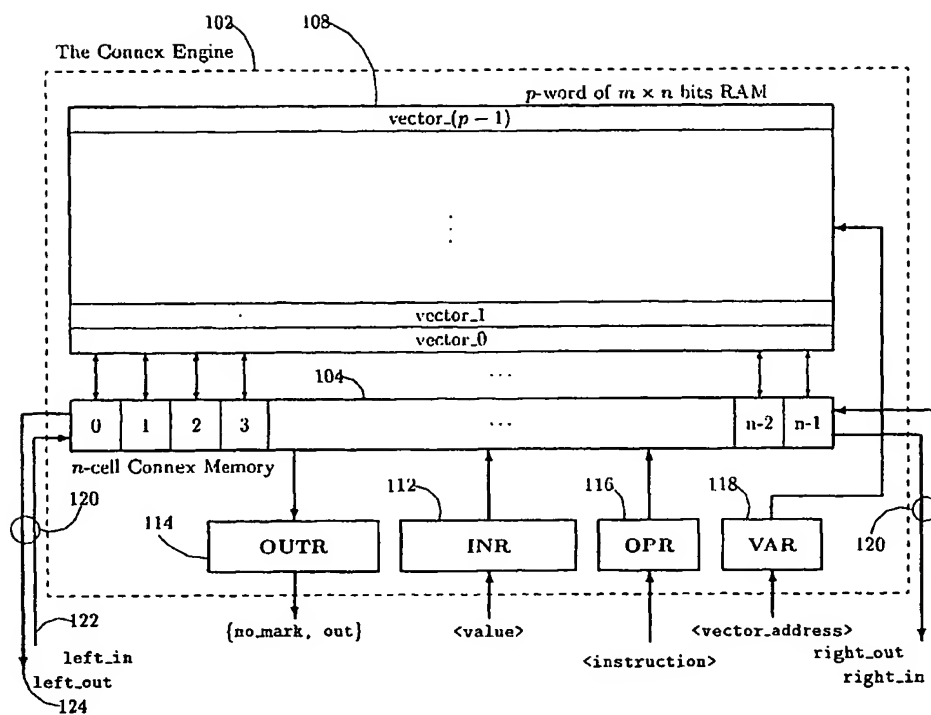 102
108
The Connex Engine
p-word of m × n bits RAM
vector_(p − 1)
⋮
vector_1
vector_0
...
104
0 1 2 3 ... n-2 n-1
n-cell Connex Memory
120
114
112
116
118
120
OUTR
INR
OPR
VAR
122
{no_mark, out}
<value>
<instruction>
<vector_address>
left_in
left_out
right_out
right_in
124